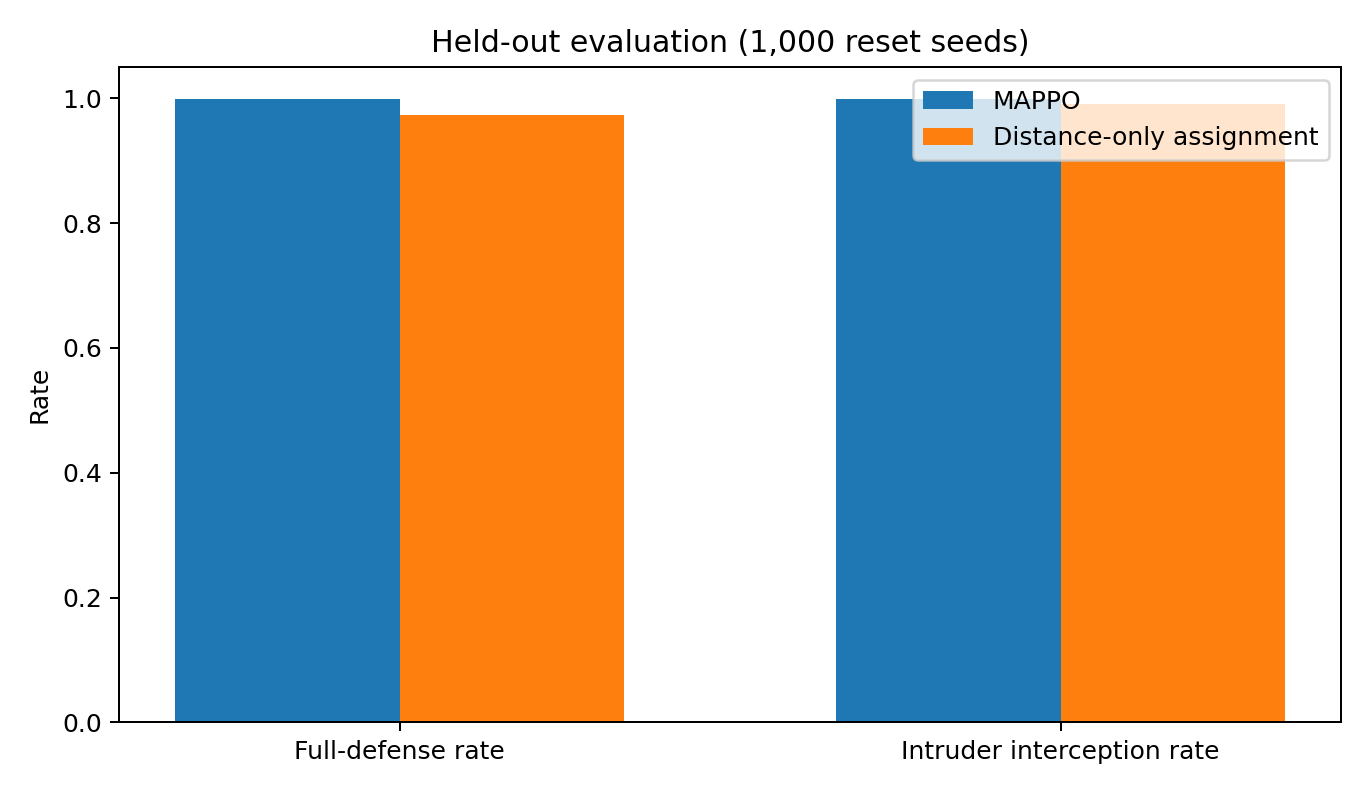 Held-out evaluation (1,000 reset seeds)
MAPPO
Distance-only assignment
Rate
1.0
0.8
0.6
0.4
0.2
0.0
Full-defense rate
Intruder interception rate